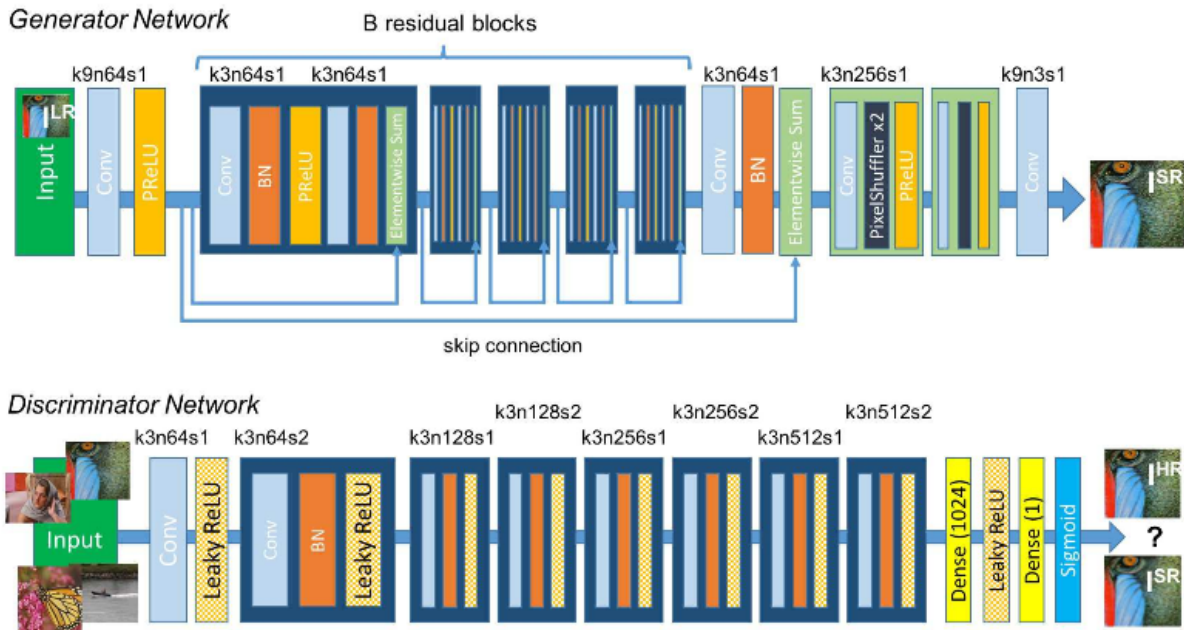 Generator Network
B residual blocks
k9n64s1
k3n64s1
k3n64s1
k3n64s1
k3n256s1
k9n3s1
I LR
Input
Conv
PReLU
Conv
BN
PReLU
Elementwise Sum
Conv
BN
Elementwise Sum
Conv
PixelShuffler x2
PReLU
Conv
I SR
skip connection
Discriminator Network
k3n64s1
k3n64s2
k3n128s1
k3n128s2
k3n256s1
k3n256s2
k3n512s1
k3n512s2
Input
Conv
Leaky ReLU
Conv
BN
Leaky ReLU
Dense (1024)
Leaky ReLU
Dense (1)
Sigmoid
I HR
?
I SR